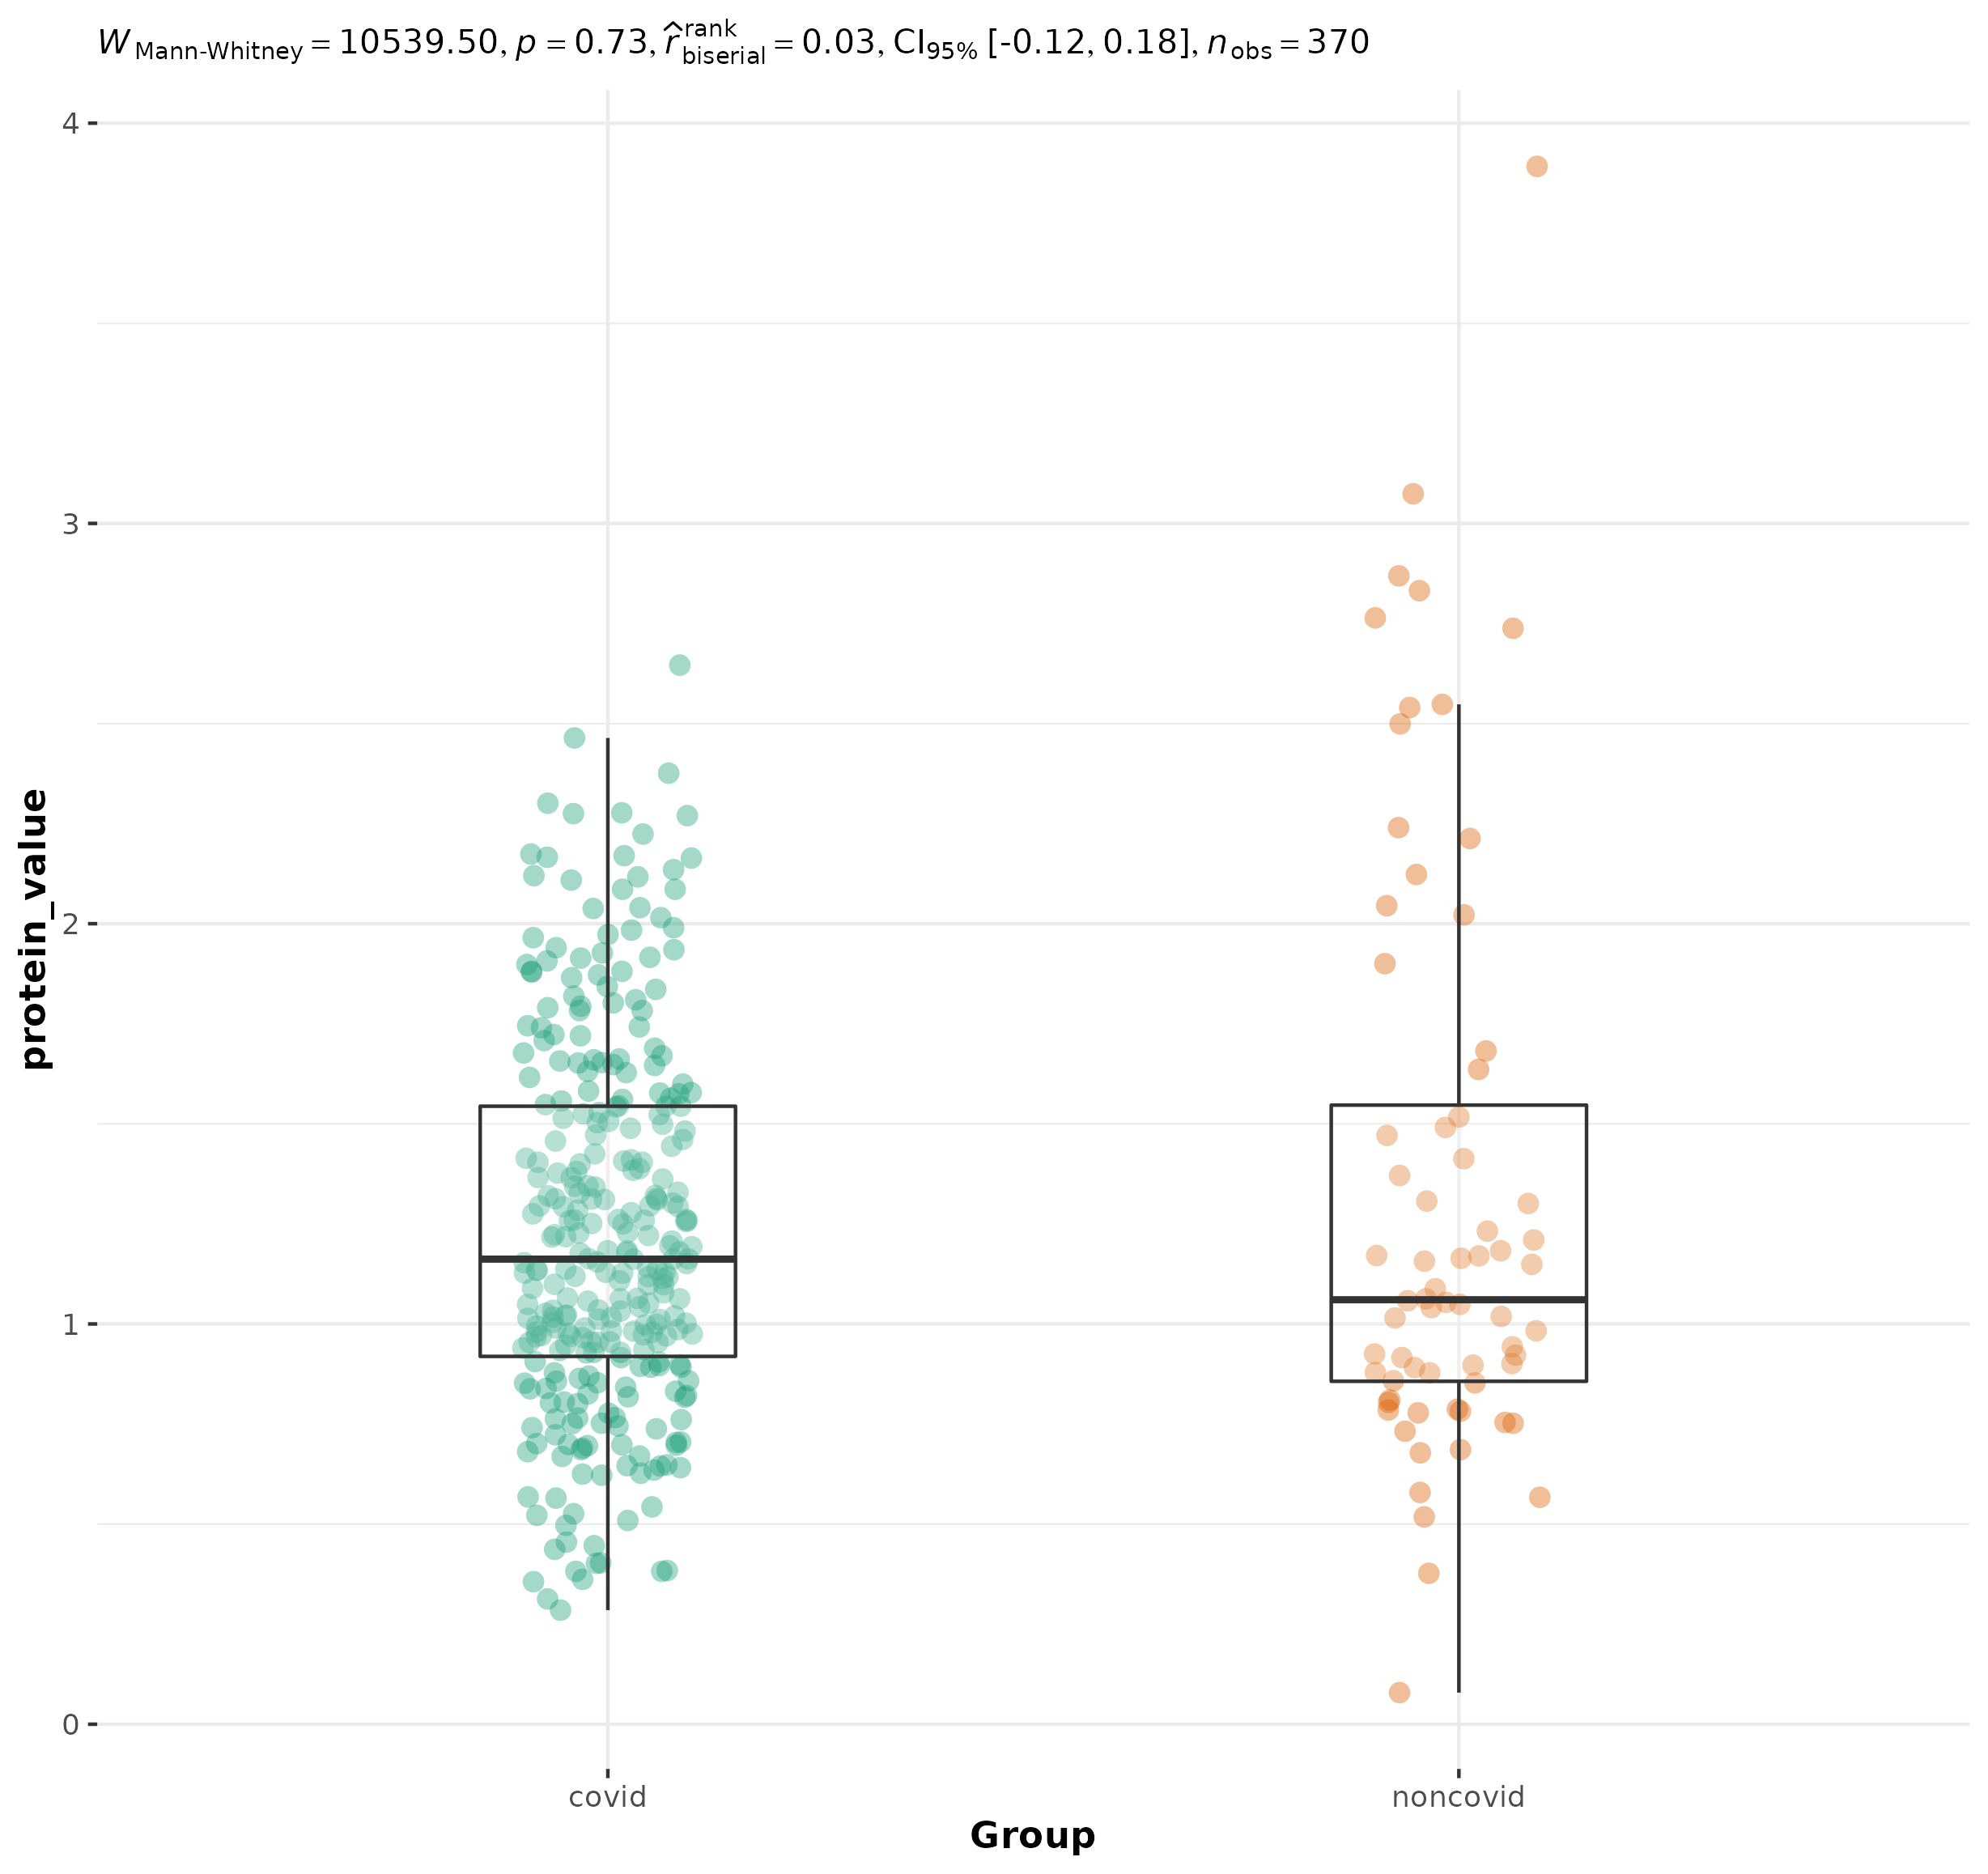 W Mann-Whitney = 10539.50, p = 0.73, r̂ rank biserial = 0.03, CI95% [-0.12, 0.18], n obs = 370
4
3
2
1
0
protein_value
covid noncovid
Group